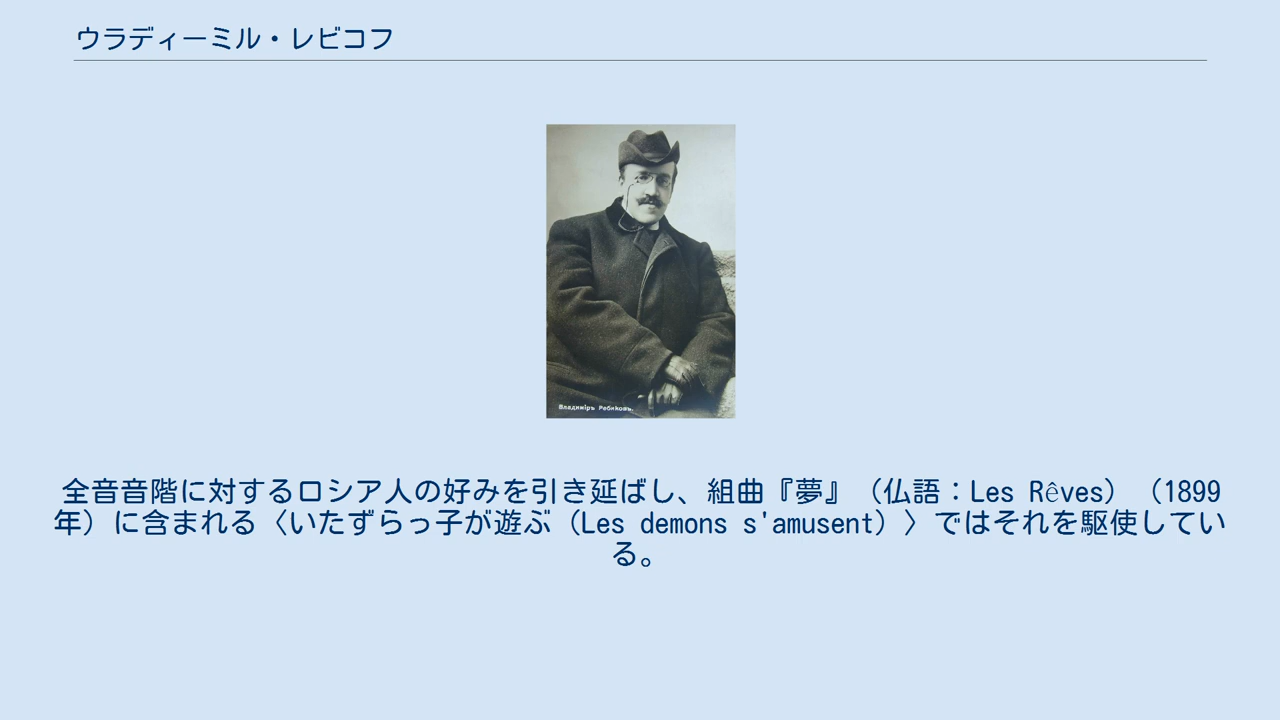 ウラディーミル・レビコフ
Владиміръ Ребиковъ.
全音音階に対するロシア人の好みを引き延ばし、組曲『夢』（仏語：Les Rêves）（1899
年）に含まれる〈いたずらっ子が遊ぶ（Les demons s'amusent）〉ではそれを駆使してい
る。